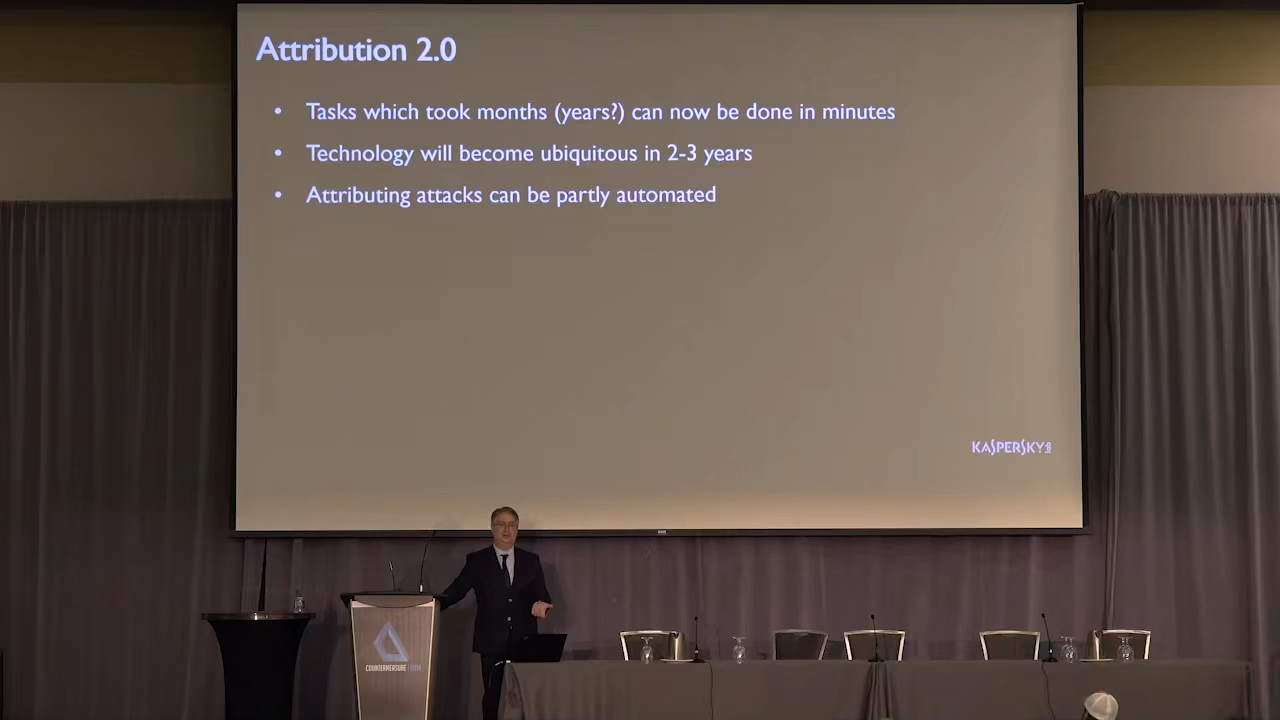 Attribution 2.0
• Tasks which took months (years?) can now be done in minutes
• Technology will become ubiquitous in 2-3 years
• Attributing attacks can be partly automated
KASPERSKY
COUNTERMEASURE